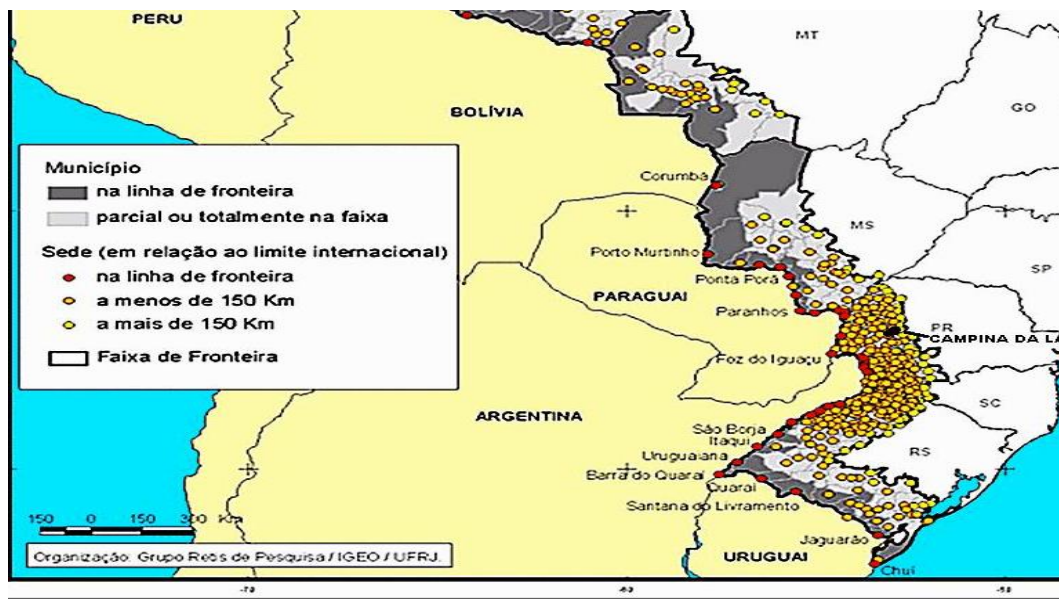 PERU
MT
BOLÍVIA
GO
Município
na linha de fronteira
parcial ou totalmente na faixa
Sede (em relação ao limite internacional)
na linha de fronteira
a menos de 150 Km
a mais de 150 Km
Faixa de Fronteira
Corumbá
MS
Porto Murtinho
SP
Ponta Porã
PARAGUAI
Paranhos
PR
CAMPINA DA LA
Foz do Iguaçu
SC
ARGENTINA
São Borja
Itaqui
RS
Uruguaiana
Barra do Quaraí
Quaraí
Santana do Livramento
150 0 150 300 Km
Jaguarão
Organização: Grupo Retis de Pesquisa / IGEO / UFRJ.
URUGUAI
Chuí